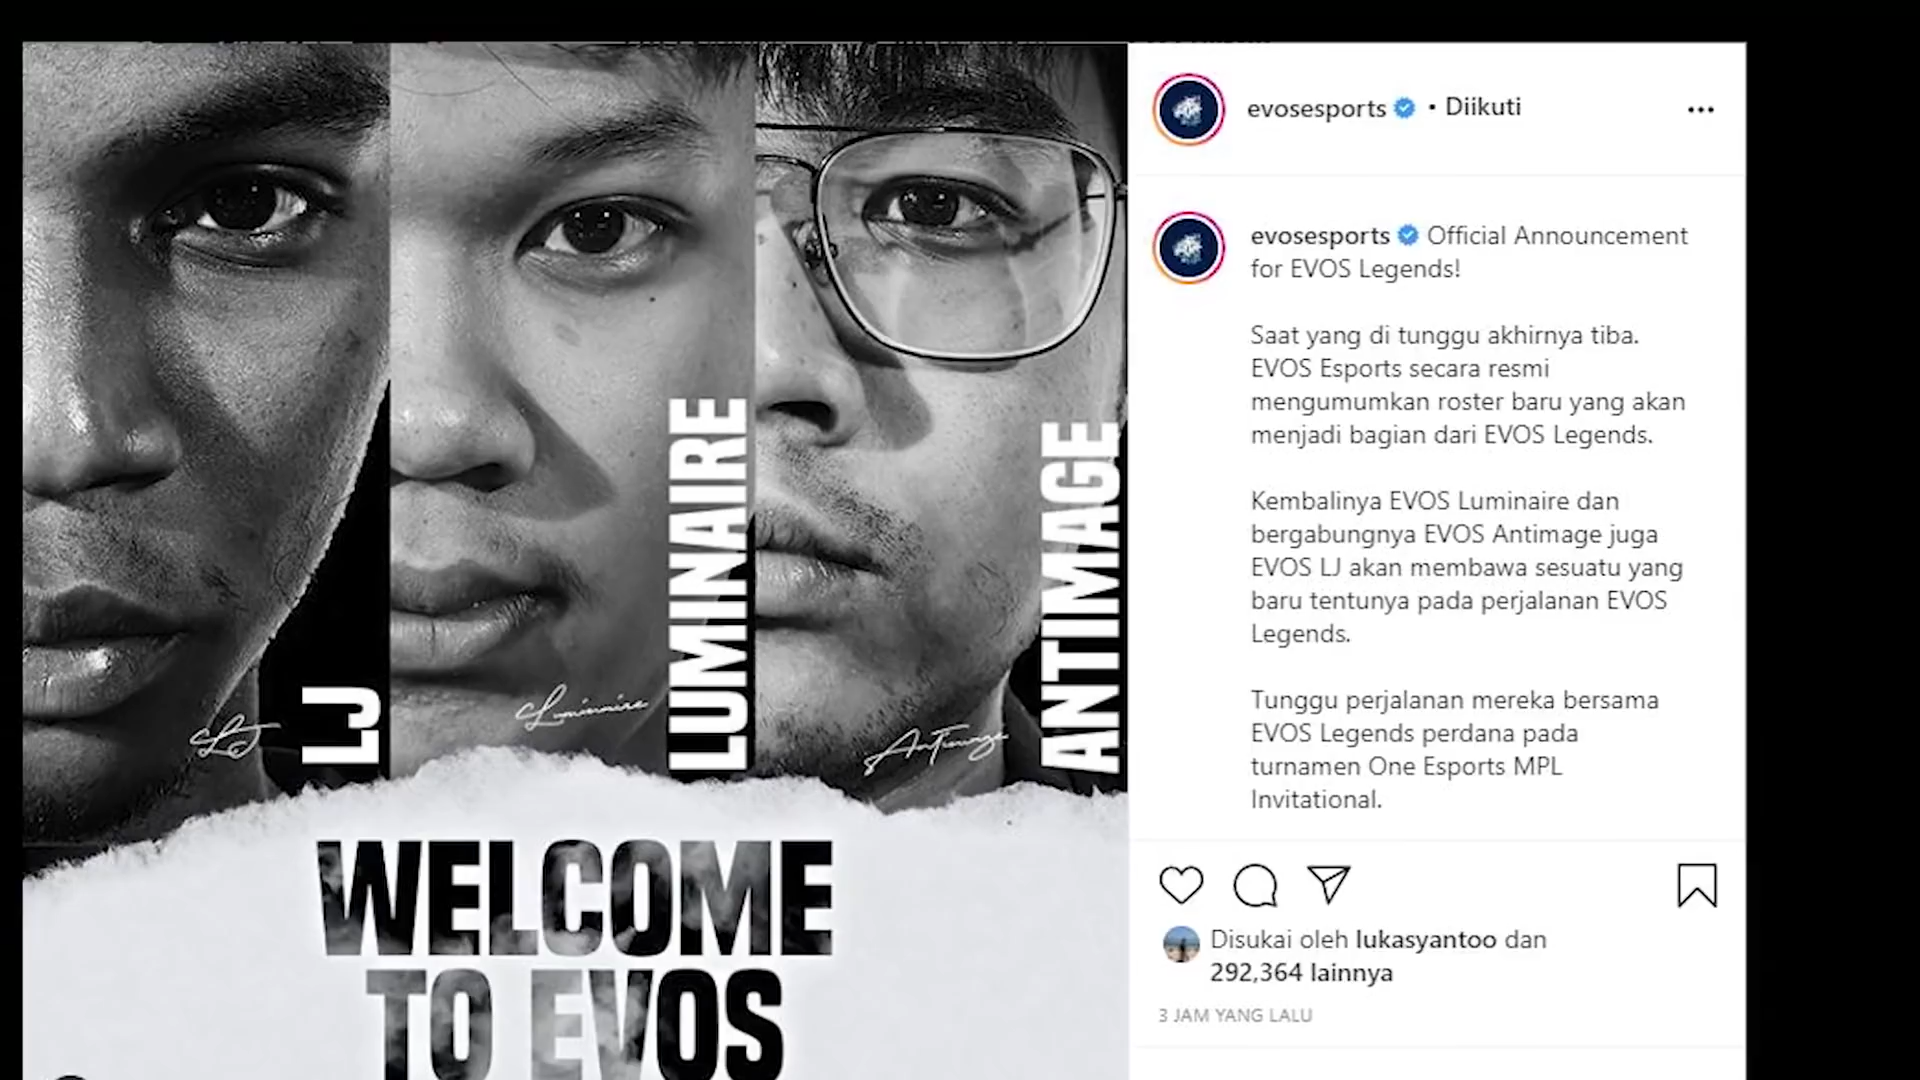 LJ
LUMINAIRE
ANTIMAGE
LJ
Luminaire
Antimage
WELCOME
TO EVOS
evosesports • Diikuti
evosesports Official Announcement
for EVOS Legends!
Saat yang di tunggu akhirnya tiba.
EVOS Esports secara resmi
mengumumkan roster baru yang akan
menjadi bagian dari EVOS Legends.
Kembalinya EVOS Luminaire dan
bergabungnya EVOS Antimage juga
EVOS LJ akan membawa sesuatu yang
baru tentunya pada perjalanan EVOS
Legends.
Tunggu perjalanan mereka bersama
EVOS Legends perdana pada
turnamen One Esports MPL
Invitational.
Disukai oleh lukasyantoo dan
292,364 lainnya
3 JAM YANG LALU